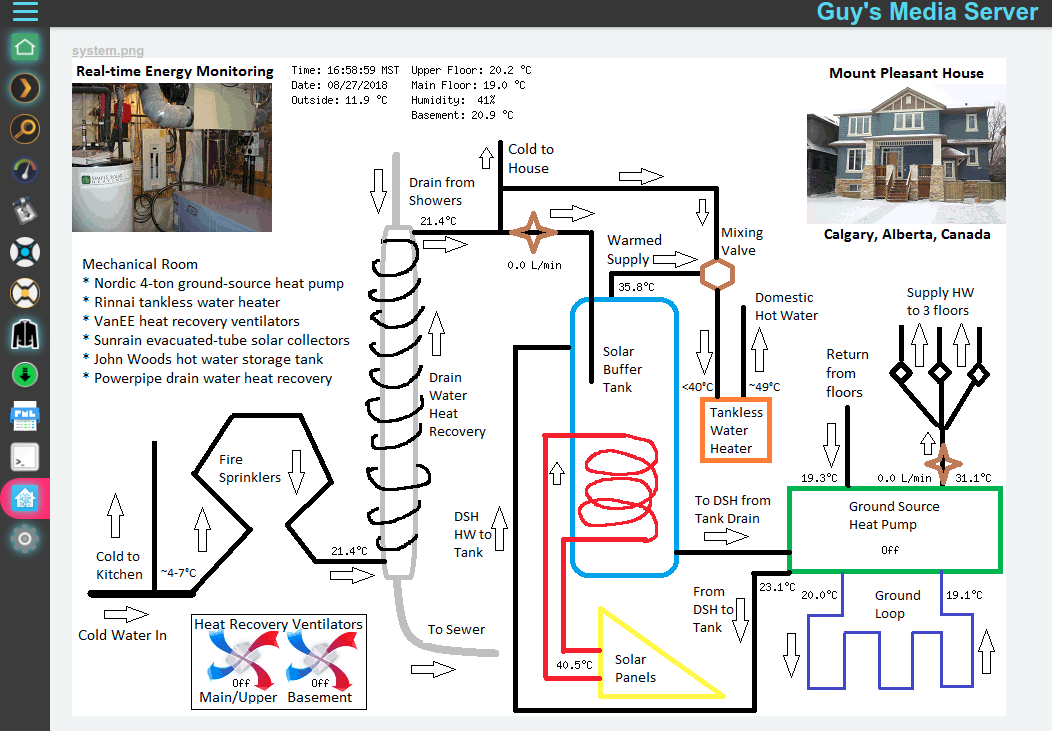 Guy's Media Server
system.png
Real-time Energy Monitoring
Time: 16:58:59 MST
Date: 08/27/2018
Outside: 11.9 °C
Upper Floor: 20.2 °C
Main Floor: 19.0 °C
Humidity: 41%
Basement: 20.9 °C
Mount Pleasant House
Calgary, Alberta, Canada
Cold to
House
Drain from
Showers
21.4°C
0.0 L/min
Warmed
Supply
35.8°C
Mixing
Valve
Mechanical Room
* Nordic 4-ton ground-source heat pump
* Rinnai tankless water heater
* VanEE heat recovery ventilators
* Sunrain evacuated-tube solar collectors
* John Woods hot water storage tank
* Powerpipe drain water heat recovery
Domestic
Hot Water
Supply HW
to 3 floors
Solar
Buffer
Tank
Return
from
floors
Drain
Water
Heat
Recovery
<40°C
~49°C
Tankless
Water
Heater
Fire
Sprinklers
19.3°C
0.0 L/min
31.1°C
Ground Source
Heat Pump
Off
To DSH from
Tank Drain
DSH
HW to
Tank
21.4°C
Cold to
Kitchen
~4-7°C
Cold Water In
23.1°C
20.0°C
Ground
Loop
19.1°C
From
DSH to
Tank
Heat Recovery Ventilators
Off
Off
Main/Upper
Basement
To Sewer
40.5°C
Solar
Panels